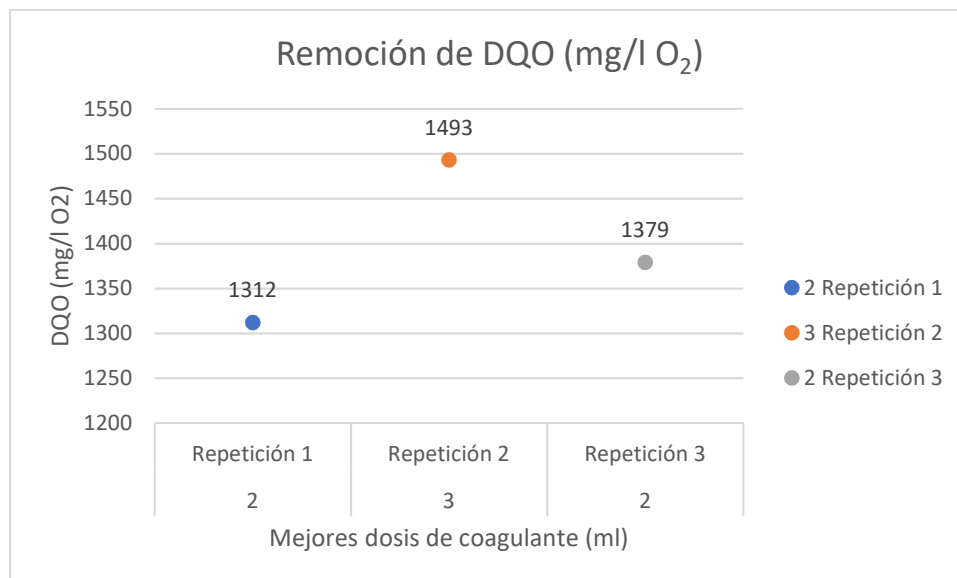 Remoción de DQO (mg/l O₂)
DQO (mg/l O2)
1550
1500
1450
1400
1350
1300
1250
1200
1312
1493
1379
Repetición 1 Repetición 2 Repetición 3
2 3 2
Mejores dosis de coagulante (ml)
2 Repetición 1
3 Repetición 2
2 Repetición 3